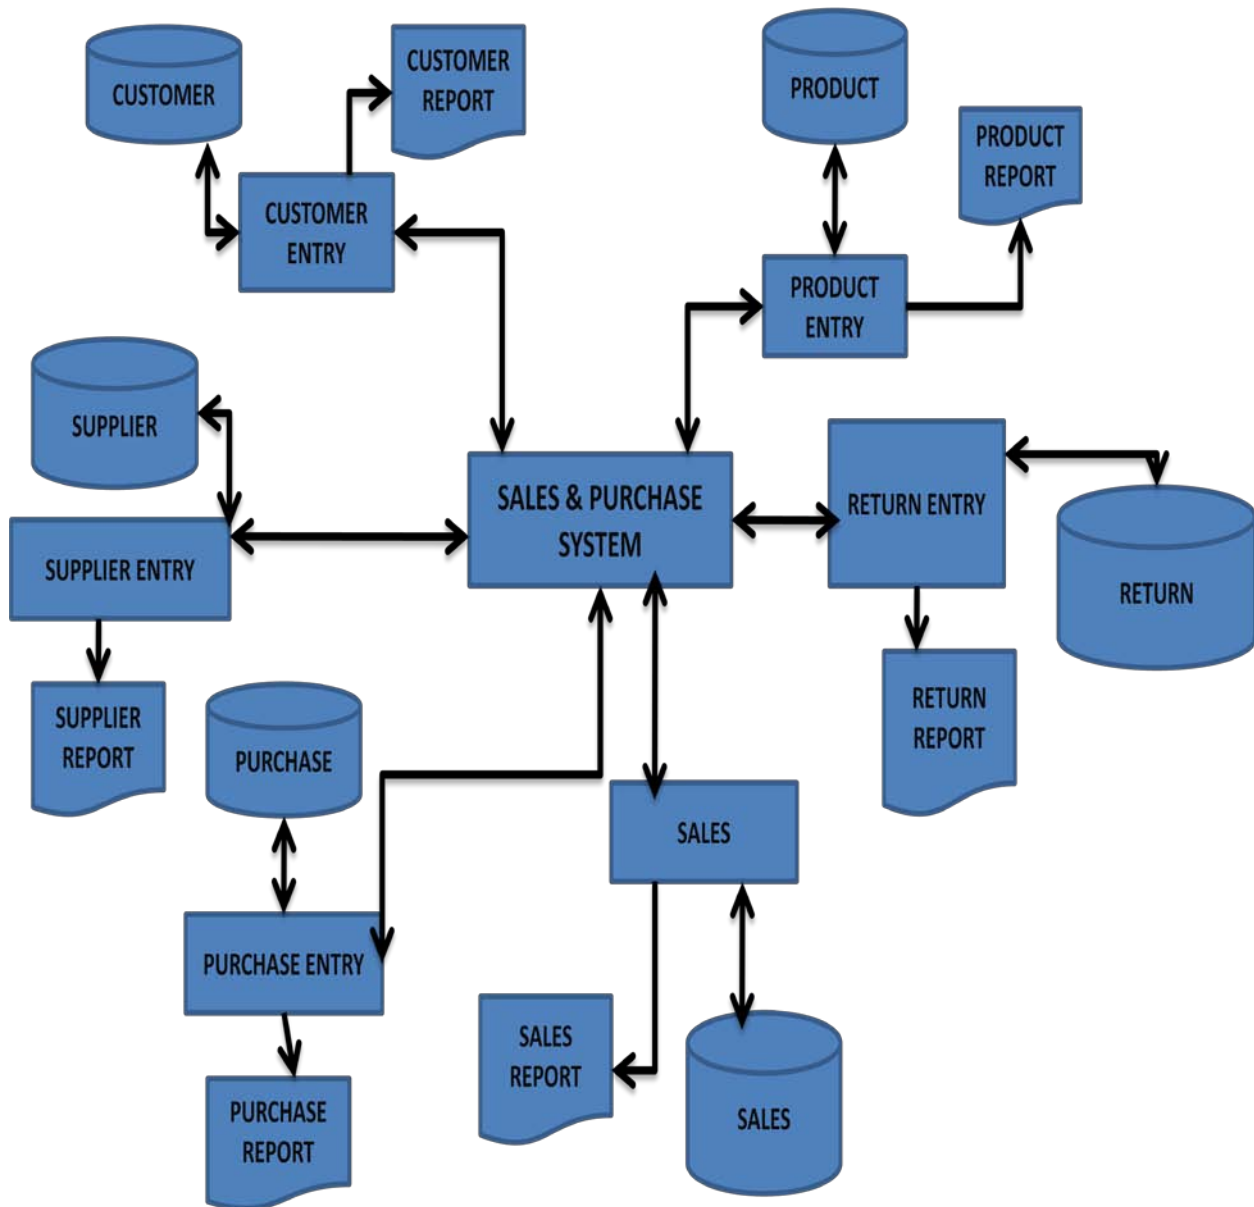 CUSTOMER
CUSTOMER
REPORT
PRODUCT
PRODUCT
REPORT
CUSTOMER
ENTRY
PRODUCT
ENTRY
SUPPLIER
SALES & PURCHASE
SYSTEM
RETURN ENTRY
SUPPLIER ENTRY
RETURN
SUPPLIER
REPORT
PURCHASE
RETURN
REPORT
SALES
PURCHASE ENTRY
SALES
REPORT
SALES
PURCHASE
REPORT